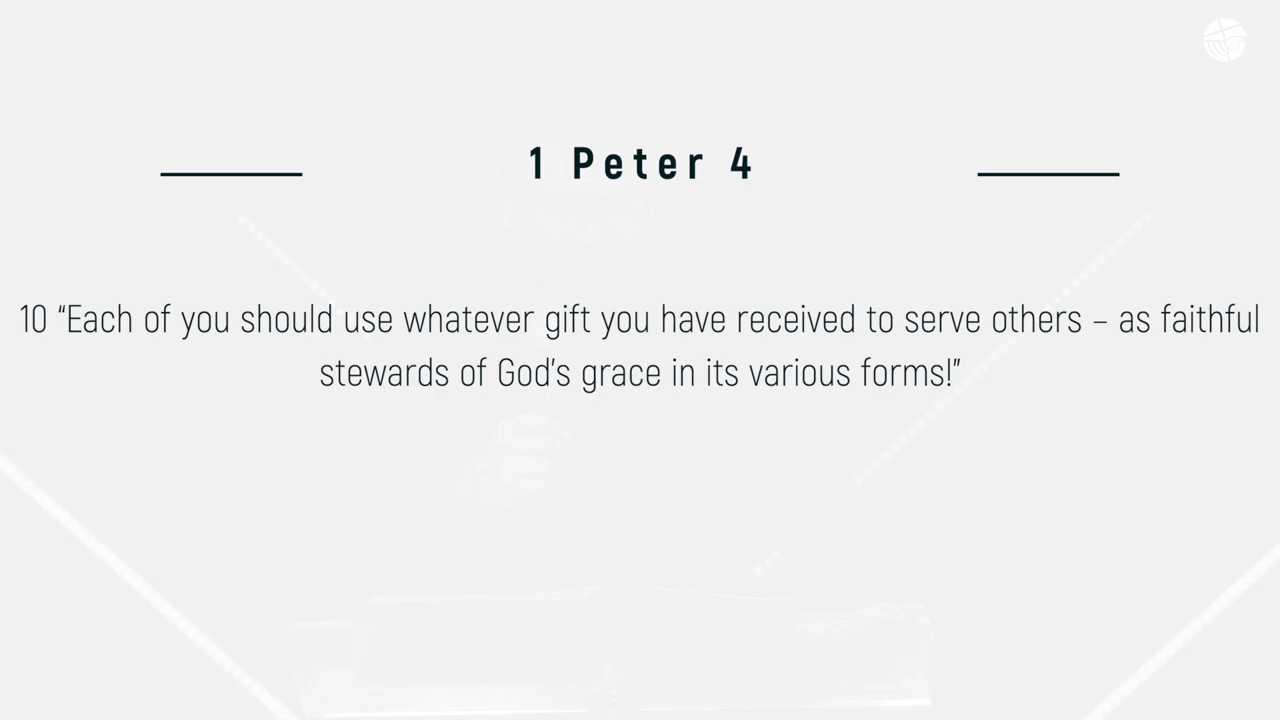 1 Peter 4
10 “Each of you should use whatever gift you have received to serve others – as faithful
stewards of God’s grace in its various forms!”